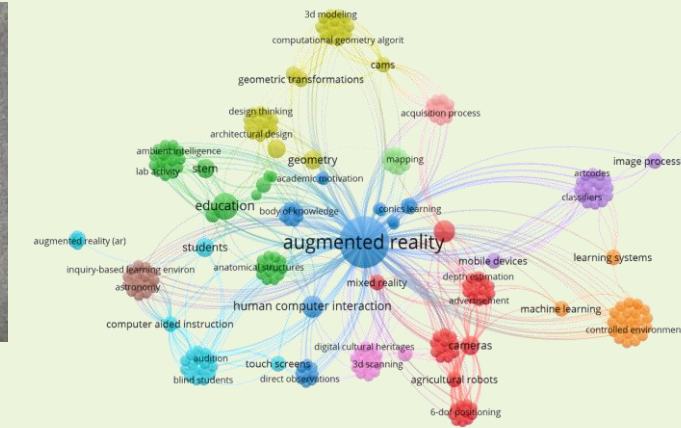 3d modeling
computational geometry algorit
cams
geometric transformations
design thinking
acquisition process
architectural design
ambient intelligence
geometry
mapping
image process
lab activity
stem
academic motivation
artcodes
classifiers
education
body of knowledge
conics learning
augmented reality (ar)
students
augmented reality
mobile devices
learning systems
inquiry-based learning environ
anatomical structures
depth estimation
astronomy
mixed reality
advertisement
human computer interaction
machine learning
computer aided instruction
controlled environmen
digital cultural heritages
cameras
audition
touch screens
3d scanning
blind students
direct observations
agricultural robots
6-dof positioning